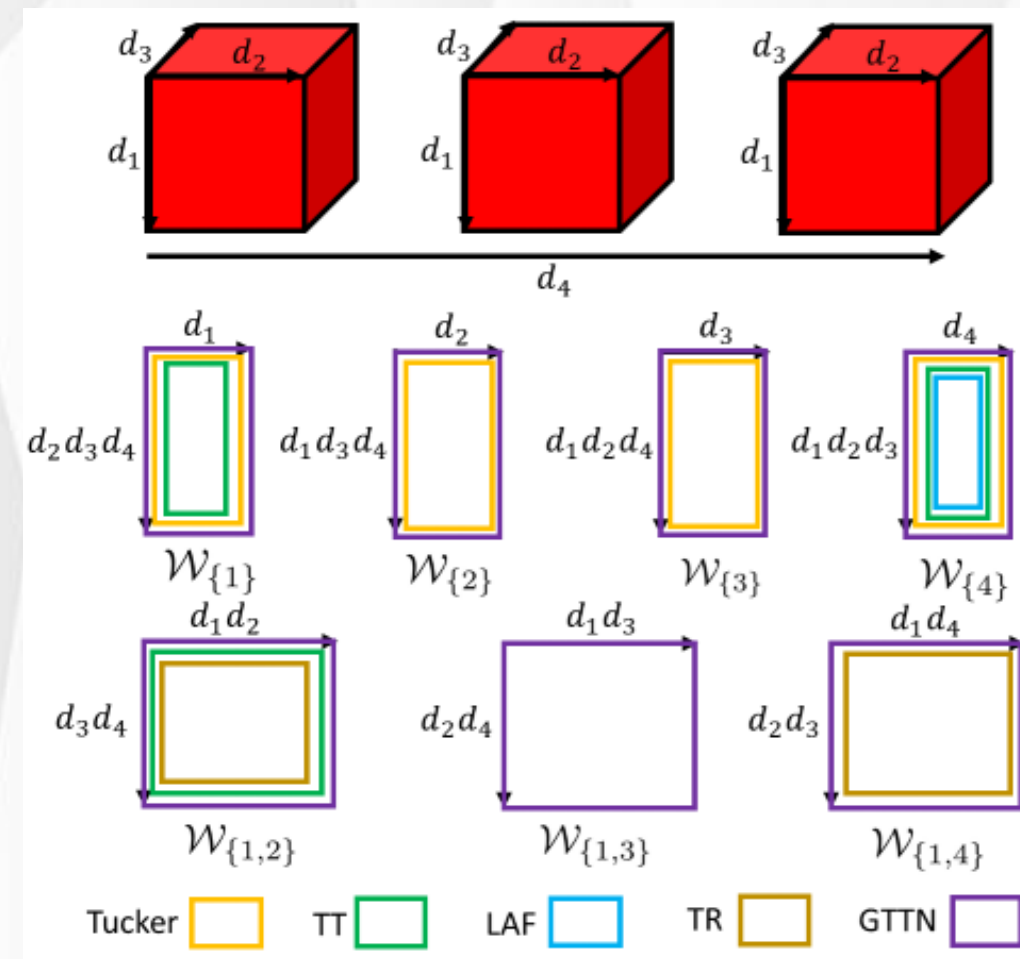 d₃ d₂ d₃ d₂ d₃ d₂
d₁ d₁ d₁
d₄
d₁ d₂ d₃ d₄
d₂d₃d₄ d₁d₃d₄ d₁d₂d₄ d₁d₂d₃
𝒲{1} 𝒲{2} 𝒲{3} 𝒲{4}
d₁d₂ d₁d₃ d₁d₄
d₃d₄ d₂d₄ d₂d₃
𝒲{1,2} 𝒲{1,3} 𝒲{1,4}
Tucker TT LAF TR GTTN